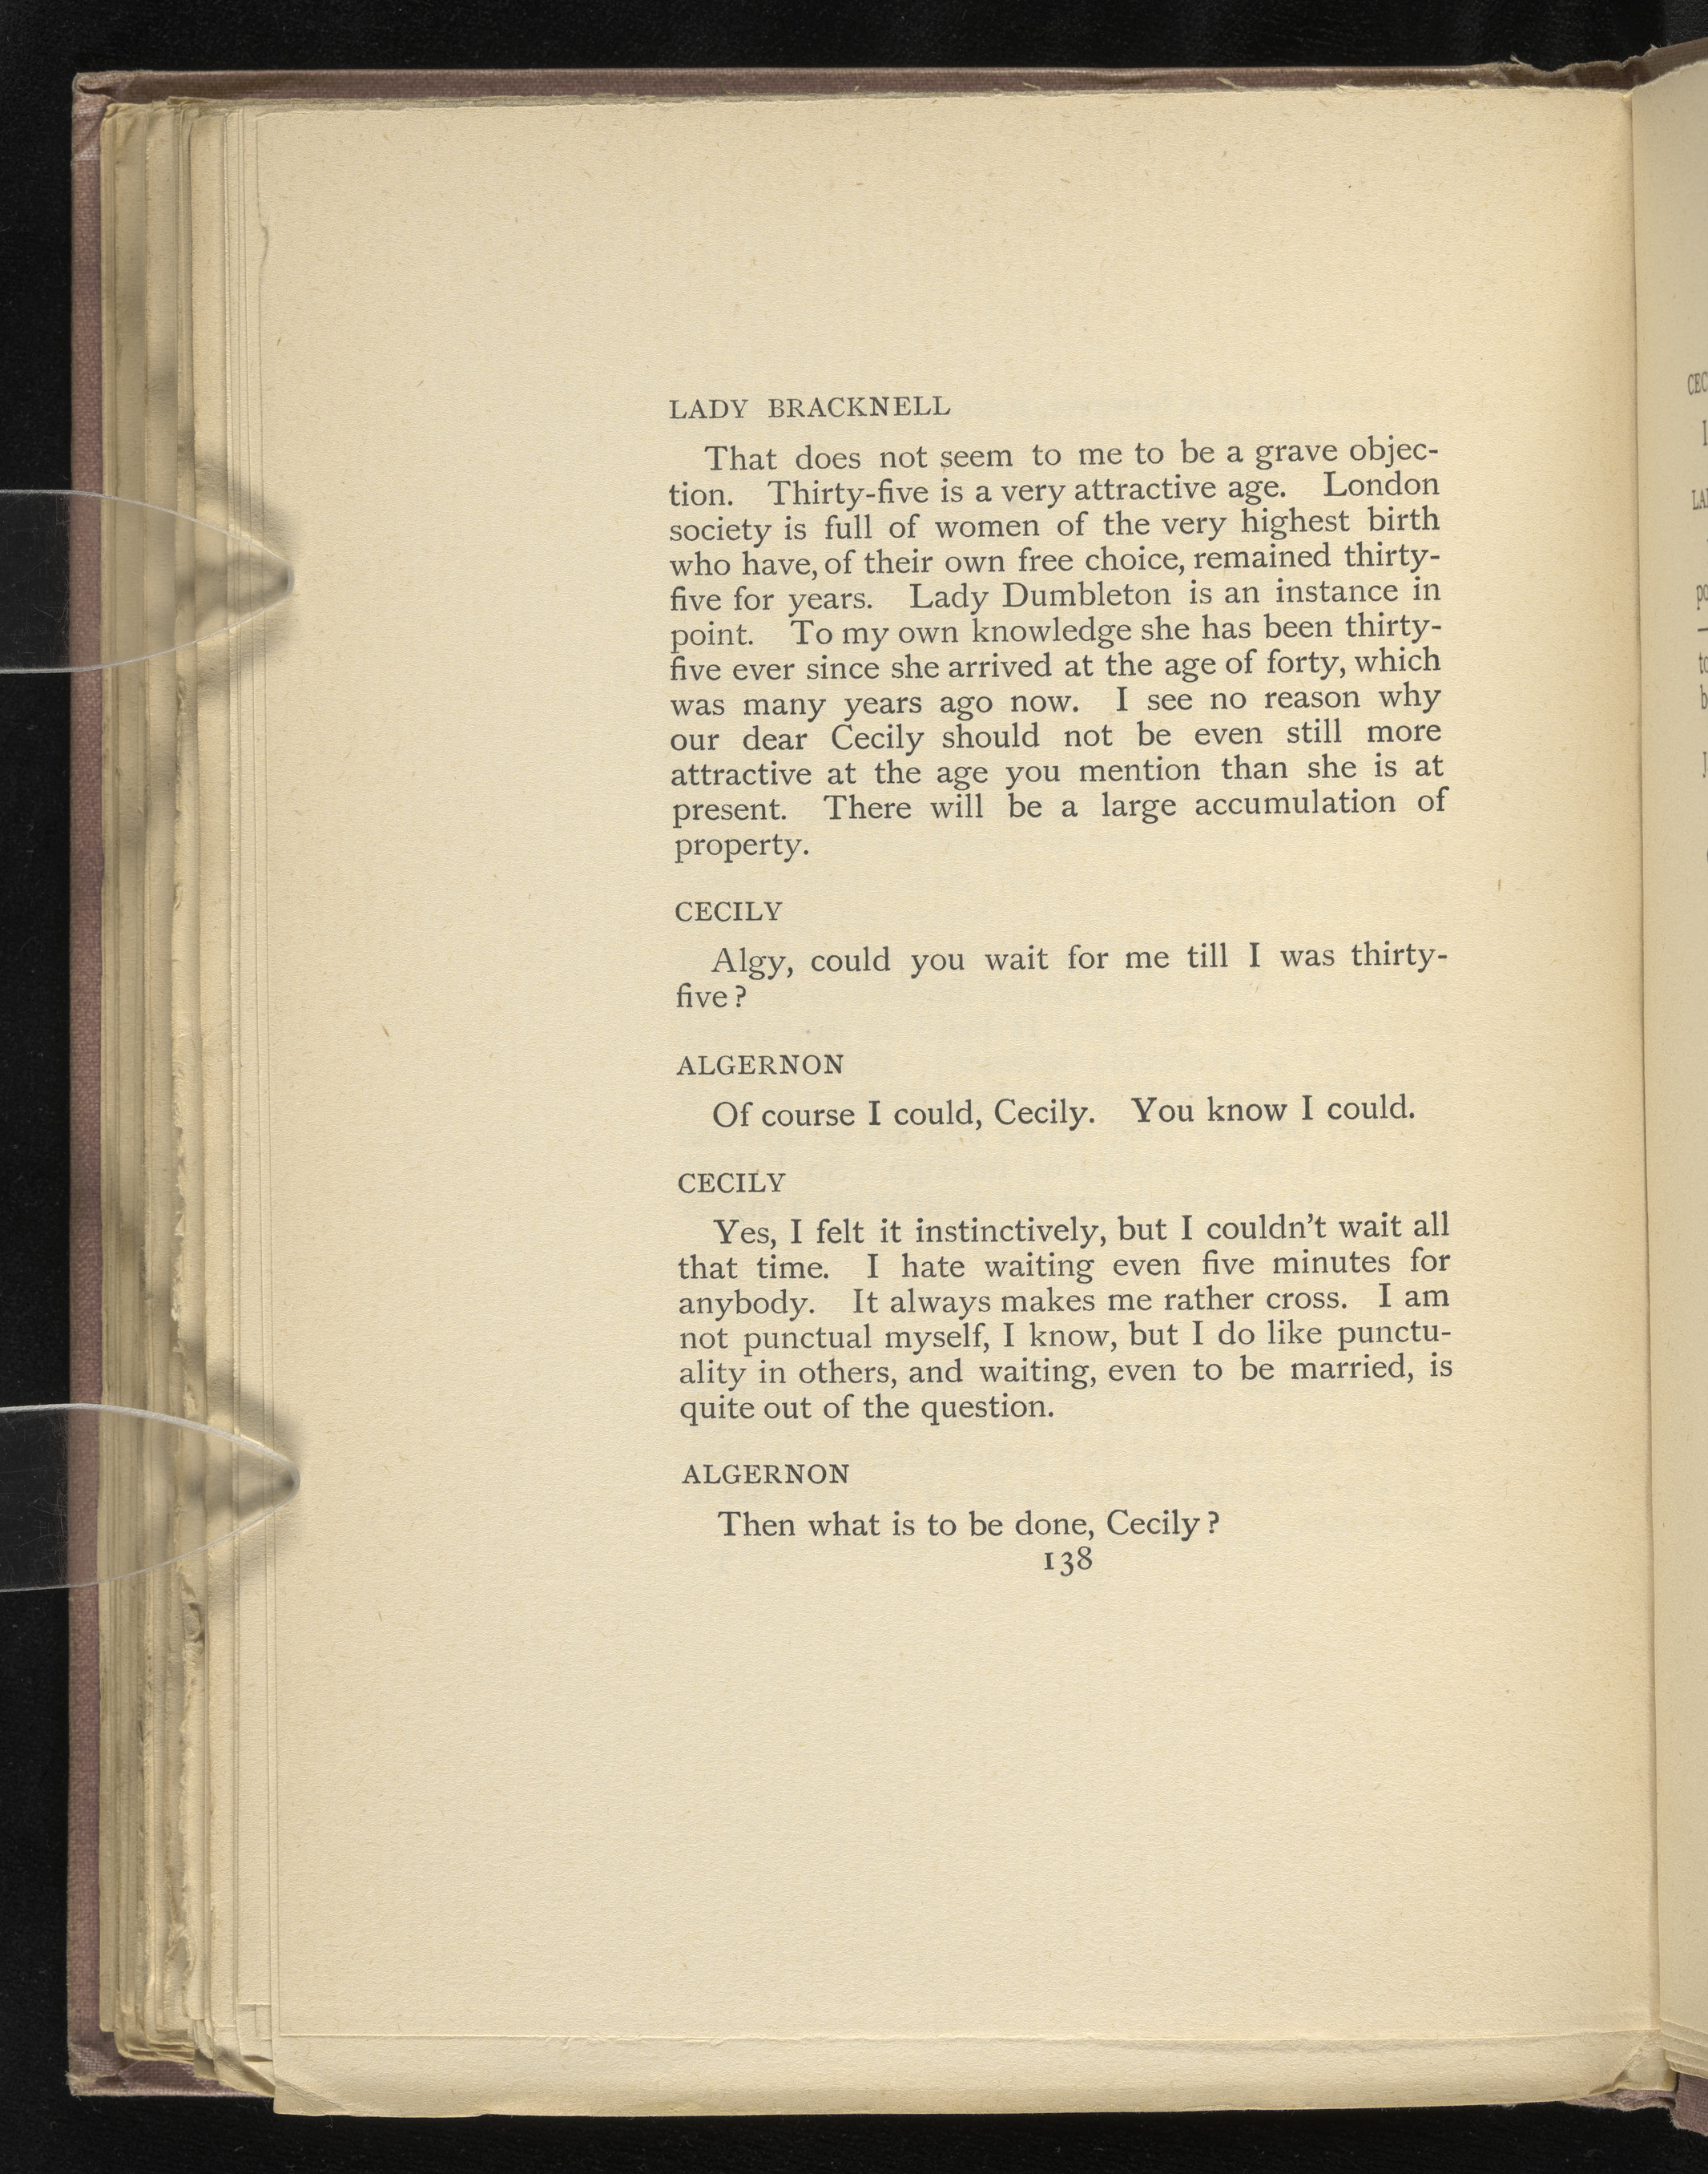 LADY BRACKNELL
That does not seem to me to be a grave objec-
tion. Thirty-five is a very attractive age. London
society is full of women of the very highest birth
who have, of their own free choice, remained thirty-
five for years. Lady Dumbleton is an instance in
point. To my own knowledge she has been thirty-
five ever since she arrived at the age of forty, which
was many years ago now. I see no reason why
our dear Cecily should not be even still more
attractive at the age you mention than she is at
present. There will be a large accumulation of
property.
CECILY
Algy, could you wait for me till I was thirty-
five?
ALGERNON
Of course I could, Cecily. You know I could.
CECILY
Yes, I felt it instinctively, but I couldn't wait all
that time. I hate waiting even five minutes for
anybody. It always makes me rather cross. I am
not punctual myself, I know, but I do like punctu-
ality in others, and waiting, even to be married, is
quite out of the question.
ALGERNON
Then what is to be done, Cecily?
138